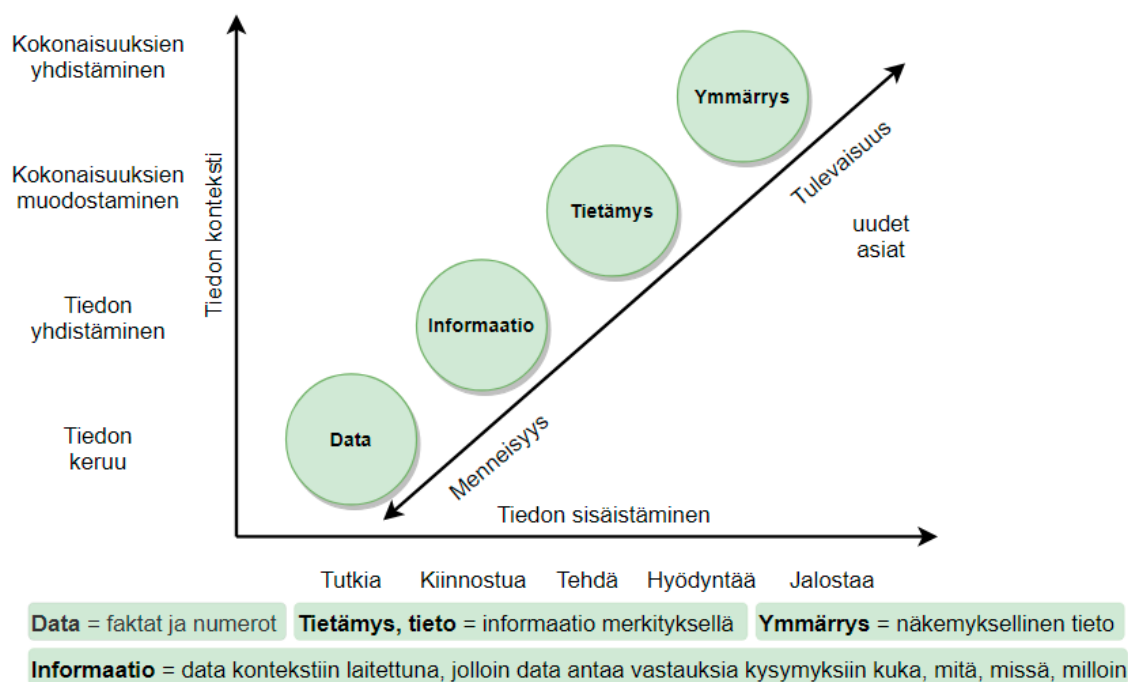 Kokonaisuuksien
yhdistäminen
Kokonaisuuksien
muodostaminen
Tiedon
yhdistäminen
Tiedon
keruu
Tiedon konteksti
Ymmärrys
Tietämys
Informaatio
Data
Tulevaisuus
uudet
asiat
Menneisyys
Tiedon sisäistäminen
Tutkia Kiinnostua Tehdä Hyödyntää Jalostaa
Data = faktat ja numerot Tietämys, tieto = informaatio merkityksellä Ymmärrys = näkemyksellinen tieto
Informaatio = data kontekstiin laitettuna, jolloin data antaa vastauksia kysymyksiin kuka, mitä, missä, milloin